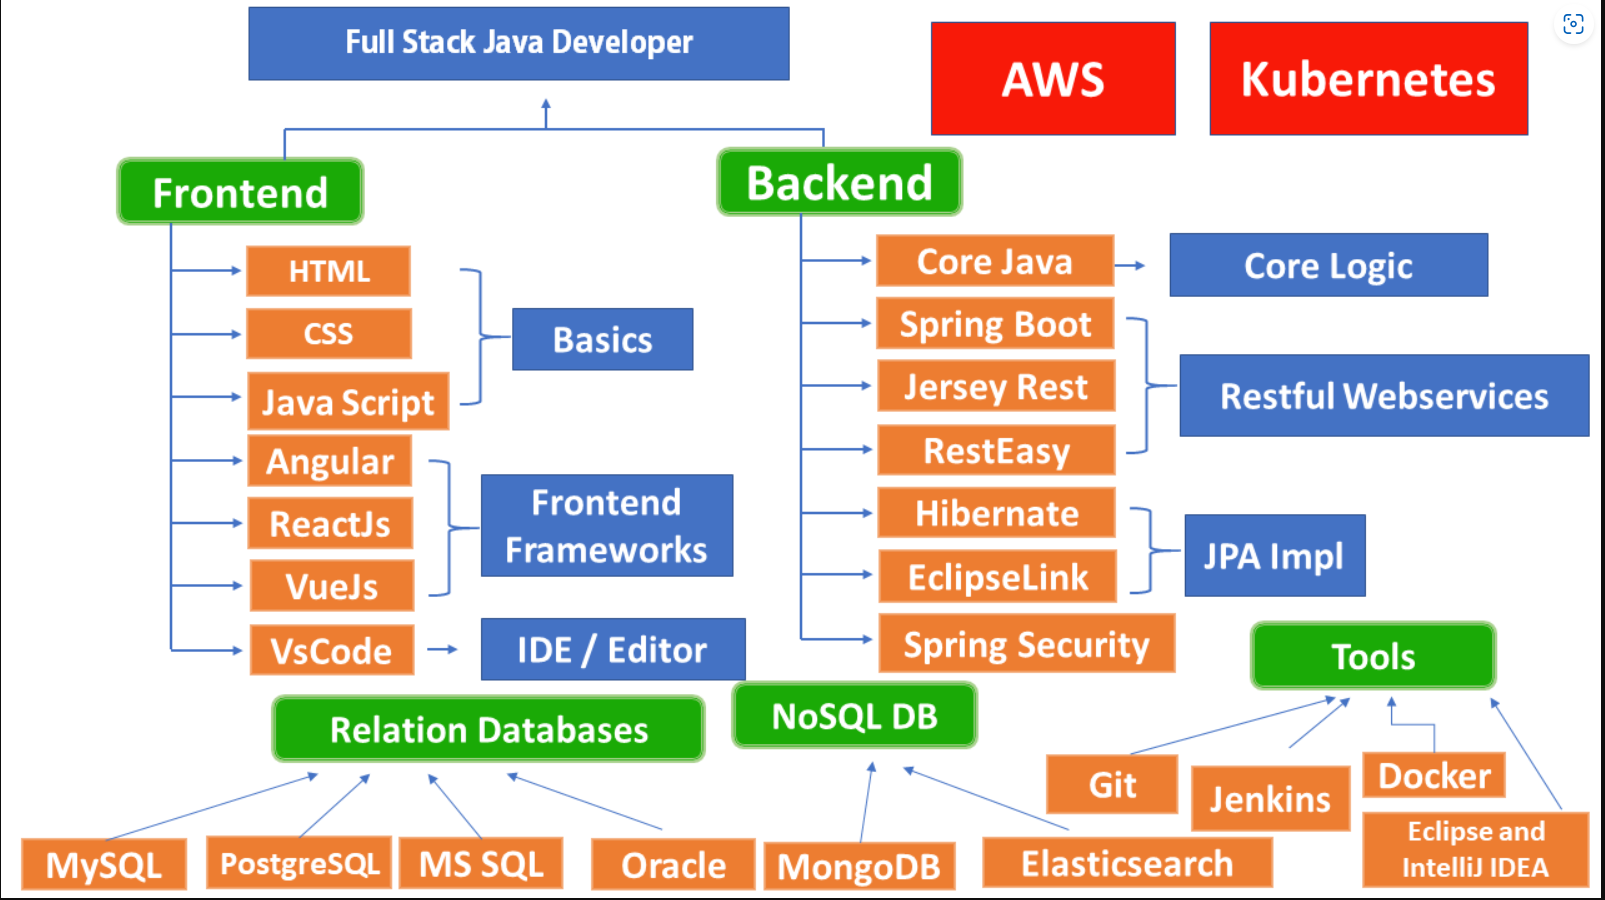 Full Stack Java Developer
AWS
Kubernetes
Frontend
Backend
HTML
CSS
Java Script
Basics
Angular
ReactJs
VueJs
Frontend
Frameworks
VsCode
IDE / Editor
Core Java
Core Logic
Spring Boot
Jersey Rest
RestEasy
Restful Webservices
Hibernate
EclipseLink
JPA Impl
Spring Security
Relation Databases
NoSQL DB
Tools
MySQL
PostgreSQL
MS SQL
Oracle
MongoDB
Elasticsearch
Git
Jenkins
Docker
Eclipse and
IntelliJ IDEA